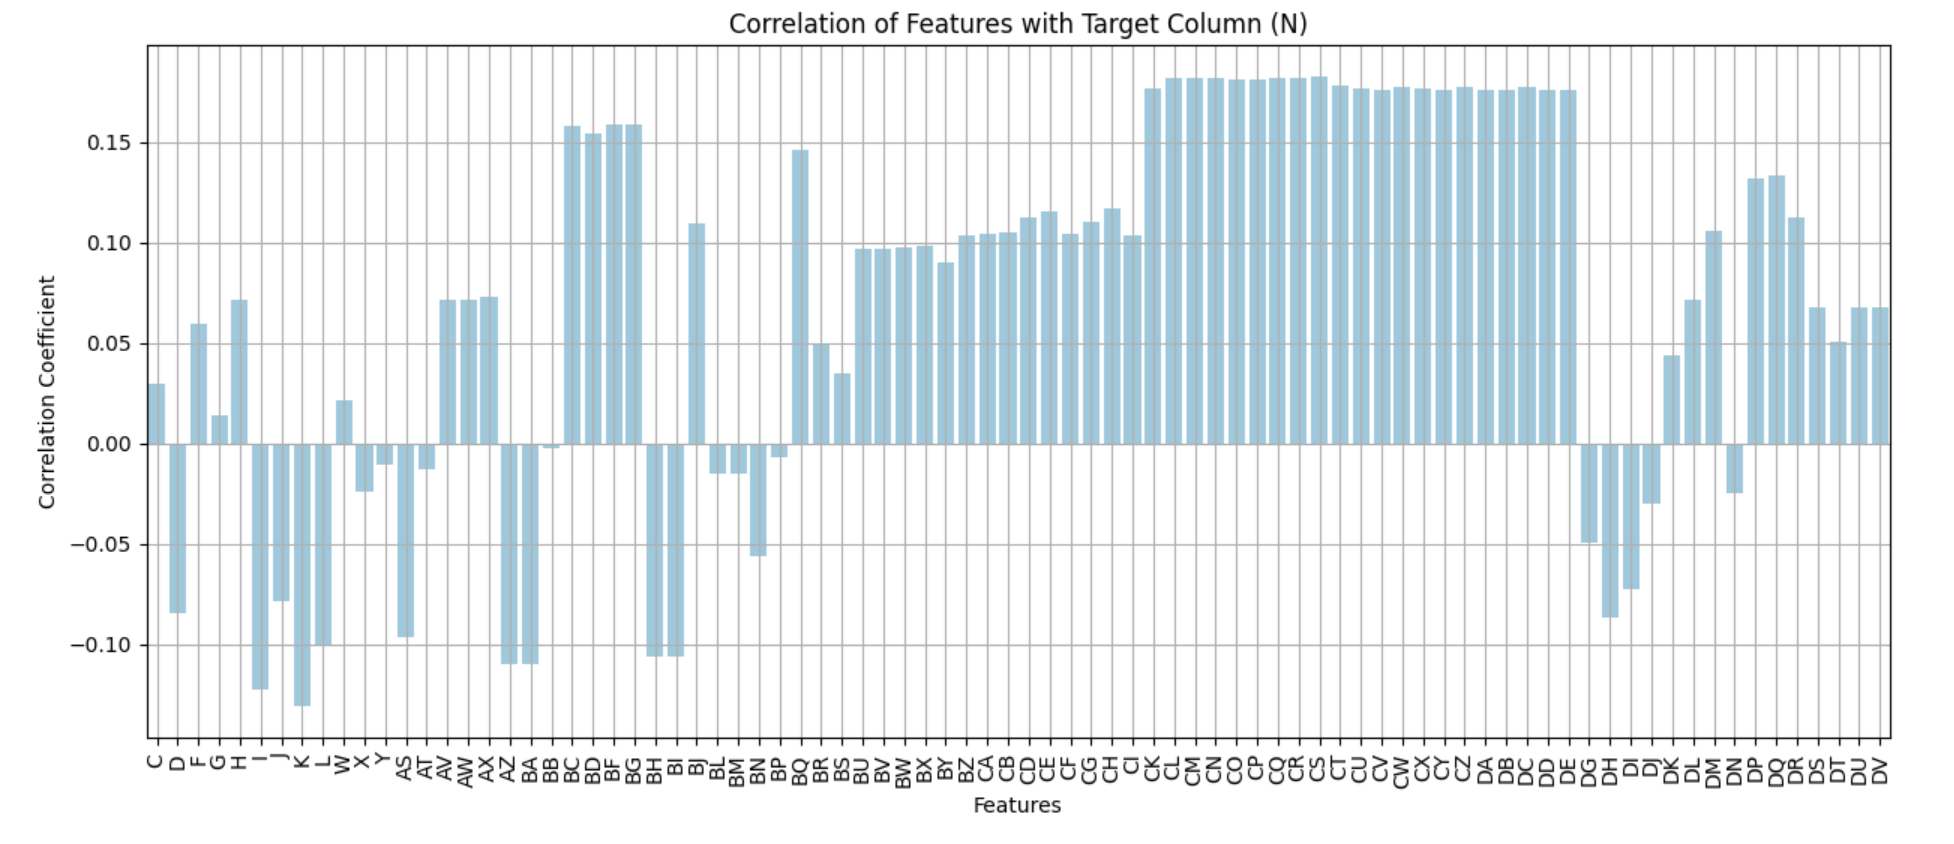 Correlation of Features with Target Column (N)
Correlation Coefficient
0.15
0.10
0.05
0.00
−0.05
−0.10
C D F G H I J K L W X Y AS AT AV AW AX AZ BA BB BC BD BF BG BH BI BJ BL BM BN BP BQ BR BS BU BV BW BX BY BZ CA CB CD CE CF CG CH CI CK CL CM CN CO CP CQ CR CS CT CU CV CW CX CY CZ DA DB DC DD DE DG DH DI DJ DK DL DM DN DP DQ DR DS DT DU DV
Features